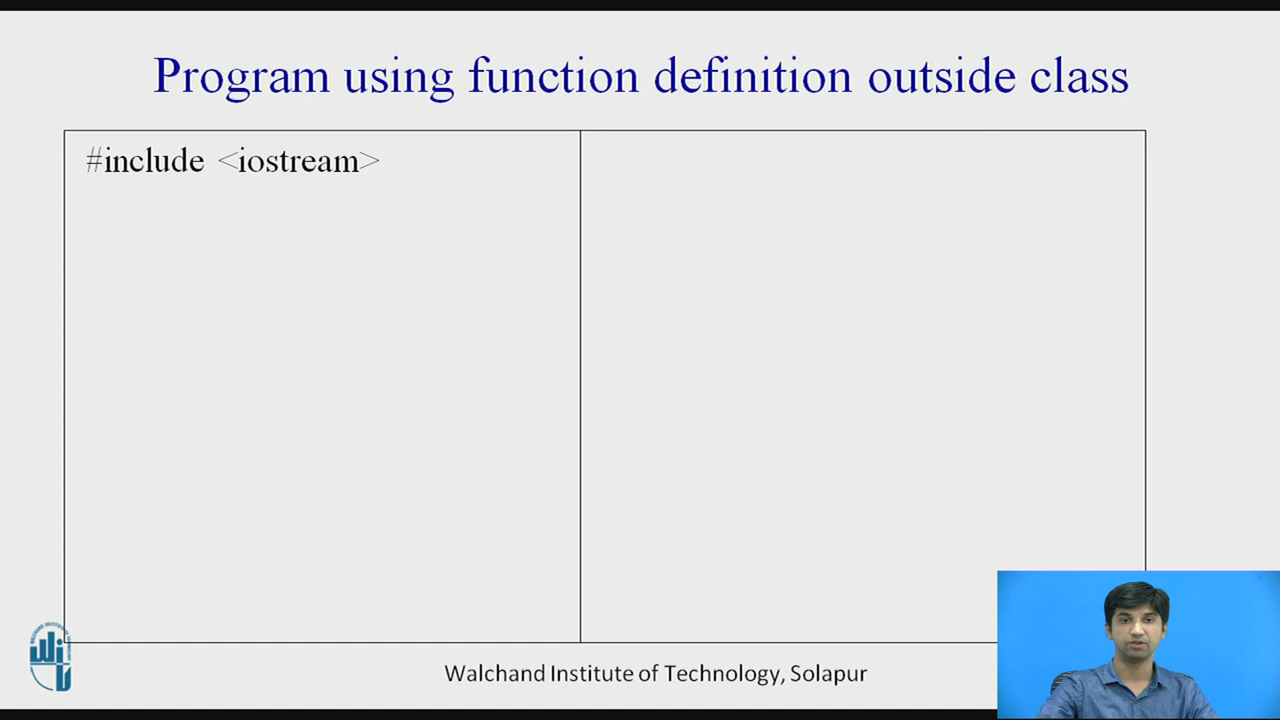 Program using function definition outside class
#include <iostream>
Walchand Institute of Technology, Solapur